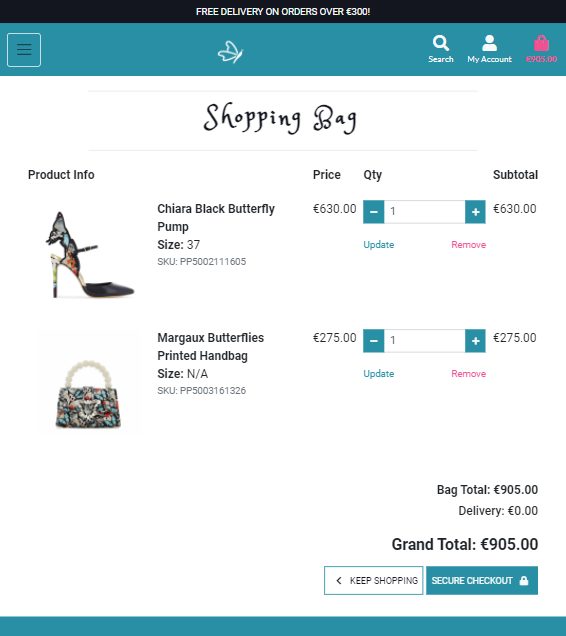 FREE DELIVERY ON ORDERS OVER €300!
Search
My Account
€905.00
Shopping Bag
Product Info
Price
Qty
Subtotal
Chiara Black Butterfly
Pump
Size: 37
SKU: PP5002111605
€630.00
1
€630.00
Update
Remove
Margaux Butterflies
Printed Handbag
Size: N/A
SKU: PP5003161326
€275.00
1
€275.00
Update
Remove
Bag Total: €905.00
Delivery: €0.00
Grand Total: €905.00
KEEP SHOPPING
SECURE CHECKOUT